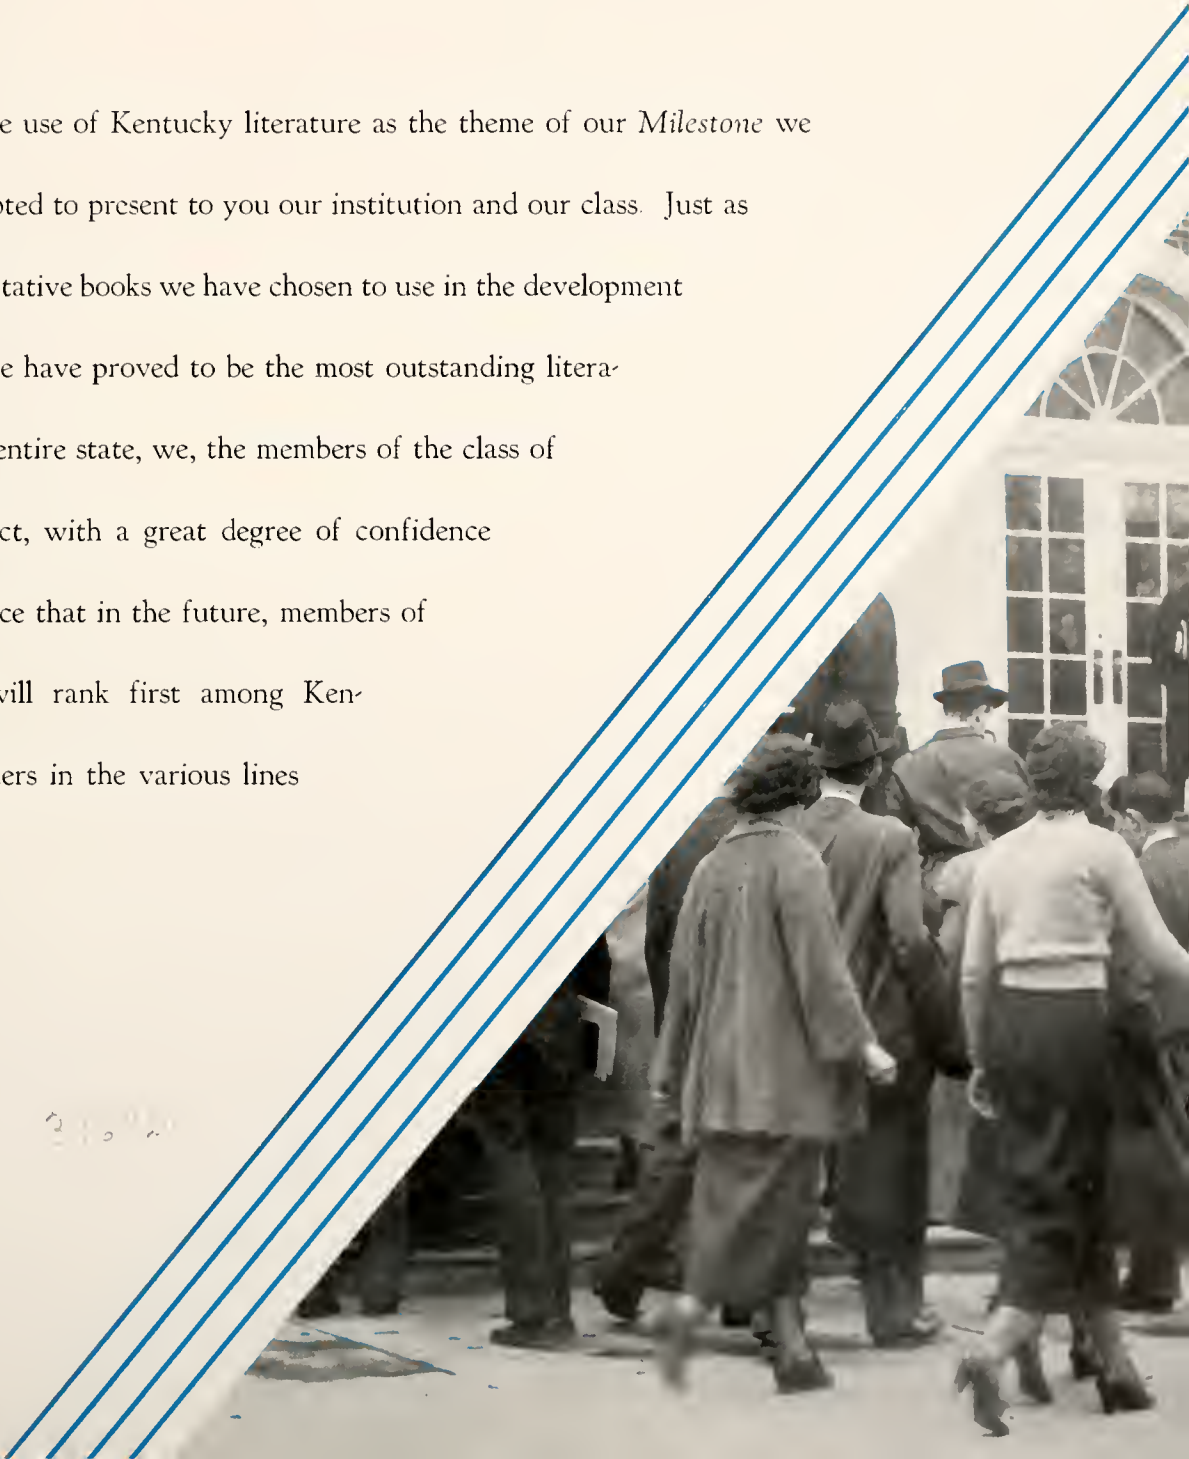 e use of Kentucky literature as the theme of our Milestone we
ted to present to you our institution and our class. Just as
tative books we have chosen to use in the development
e have proved to be the most outstanding litera-
entire state, we, the members of the class of
ct, with a great degree of confidence
ce that in the future, members of
will rank first among Ken-
ers in the various lines